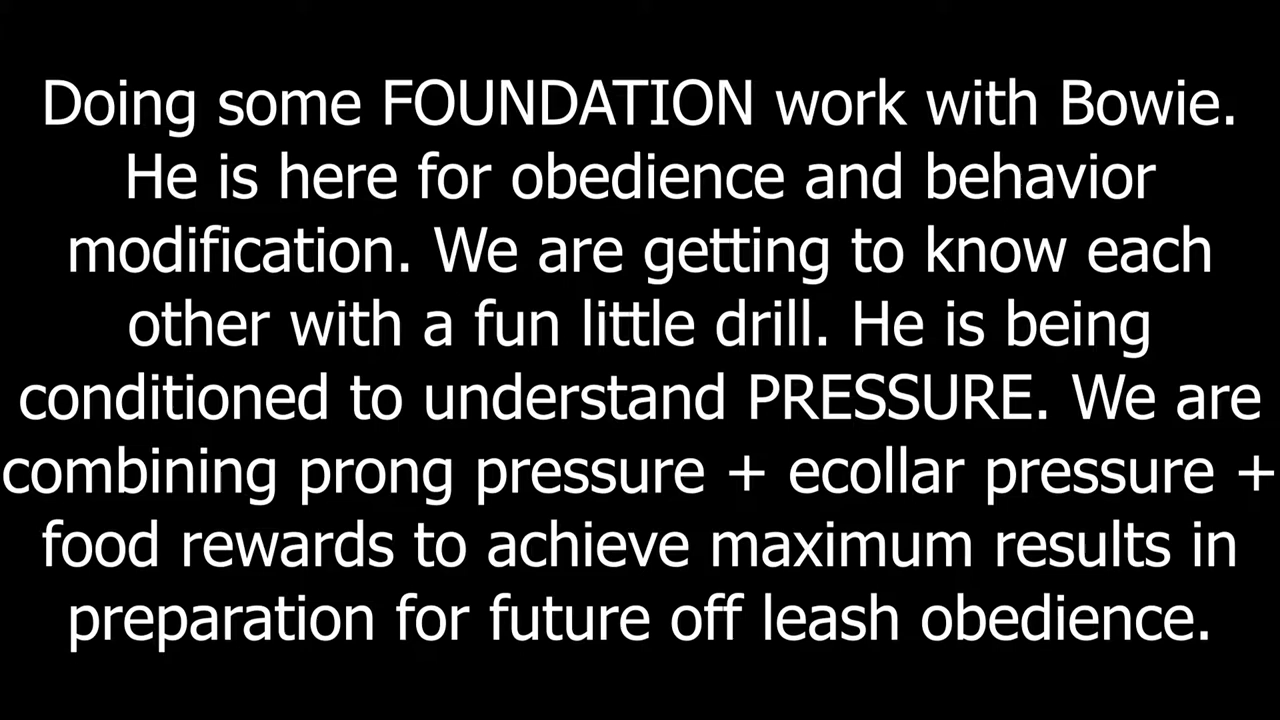 Doing some FOUNDATION work with Bowie.
He is here for obedience and behavior
modification. We are getting to know each
other with a fun little drill. He is being
conditioned to understand PRESSURE. We are
combining prong pressure + ecollar pressure +
food rewards to achieve maximum results in
preparation for future off leash obedience.